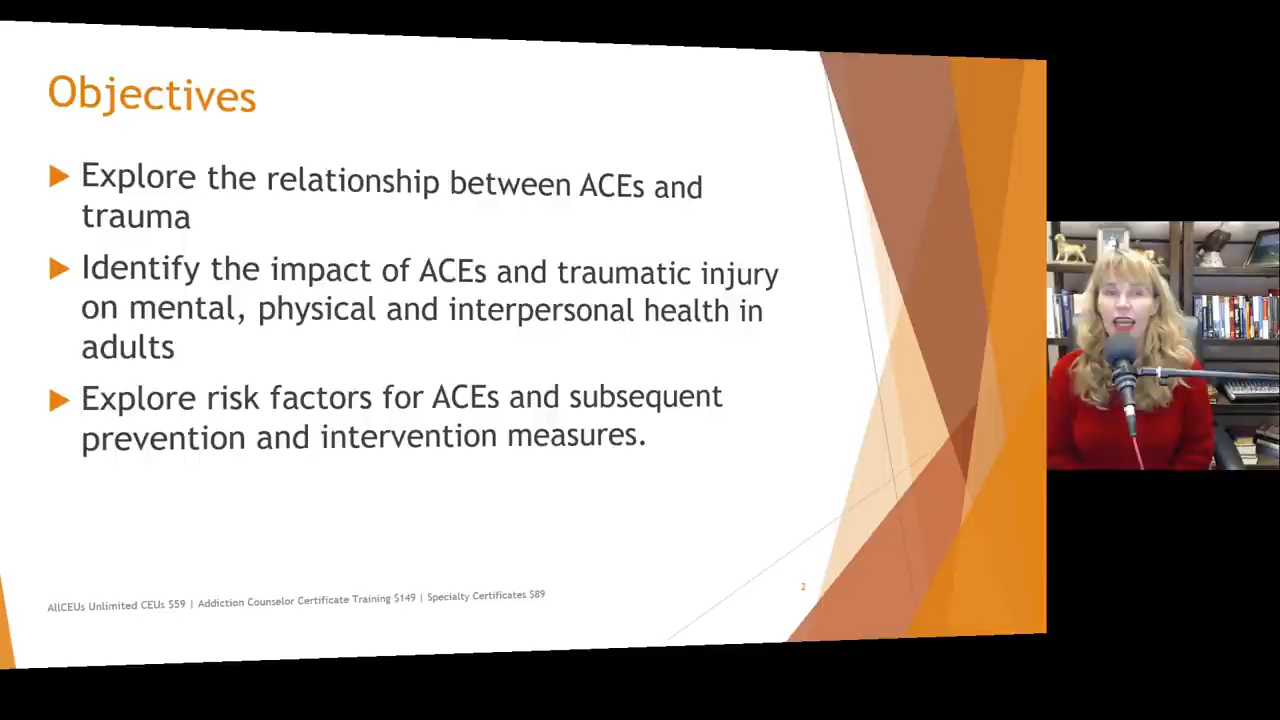 Objectives
Explore the relationship between ACEs and
trauma
Identify the impact of ACEs and traumatic injury
on mental, physical and interpersonal health in
adults
Explore risk factors for ACEs and subsequent
prevention and intervention measures.
AllCEUs Unlimited CEUs $59 | Addiction Counselor Certificate Training $149 | Specialty Certificates $89
2